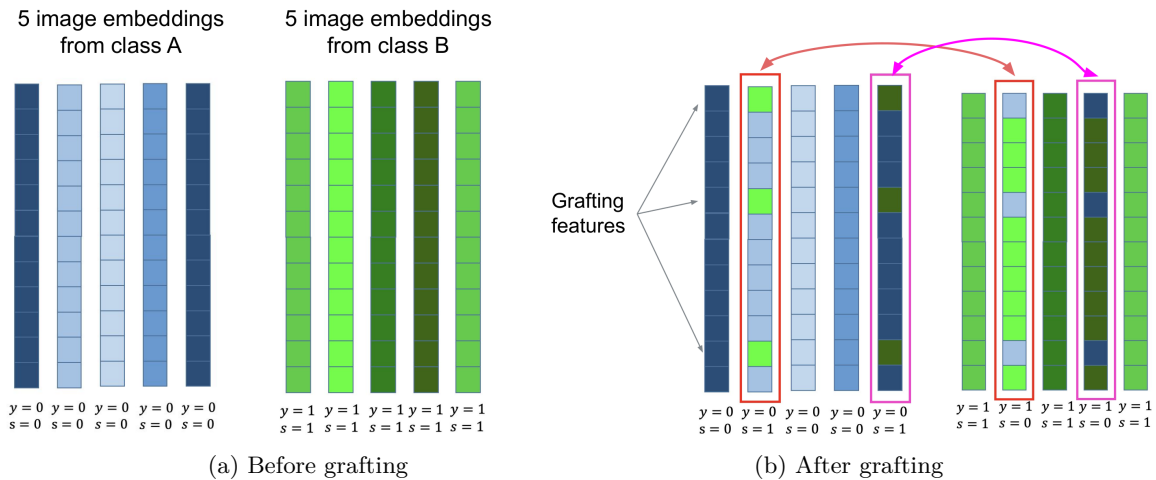 5 image embeddings
from class A
5 image embeddings
from class B
y = 0 y = 0 y = 0 y = 0 y = 0
s = 0 s = 0 s = 0 s = 0 s = 0
y = 1 y = 1 y = 1 y = 1 y = 1
s = 1 s = 1 s = 1 s = 1 s = 1
(a) Before grafting
Grafting
features
y = 0 y = 0 y = 0 y = 0 y = 0
s = 0 s = 1 s = 0 s = 0 s = 1
y = 1 y = 1 y = 1 y = 1 y = 1
s = 1 s = 0 s = 1 s = 0 s = 1
(b) After grafting